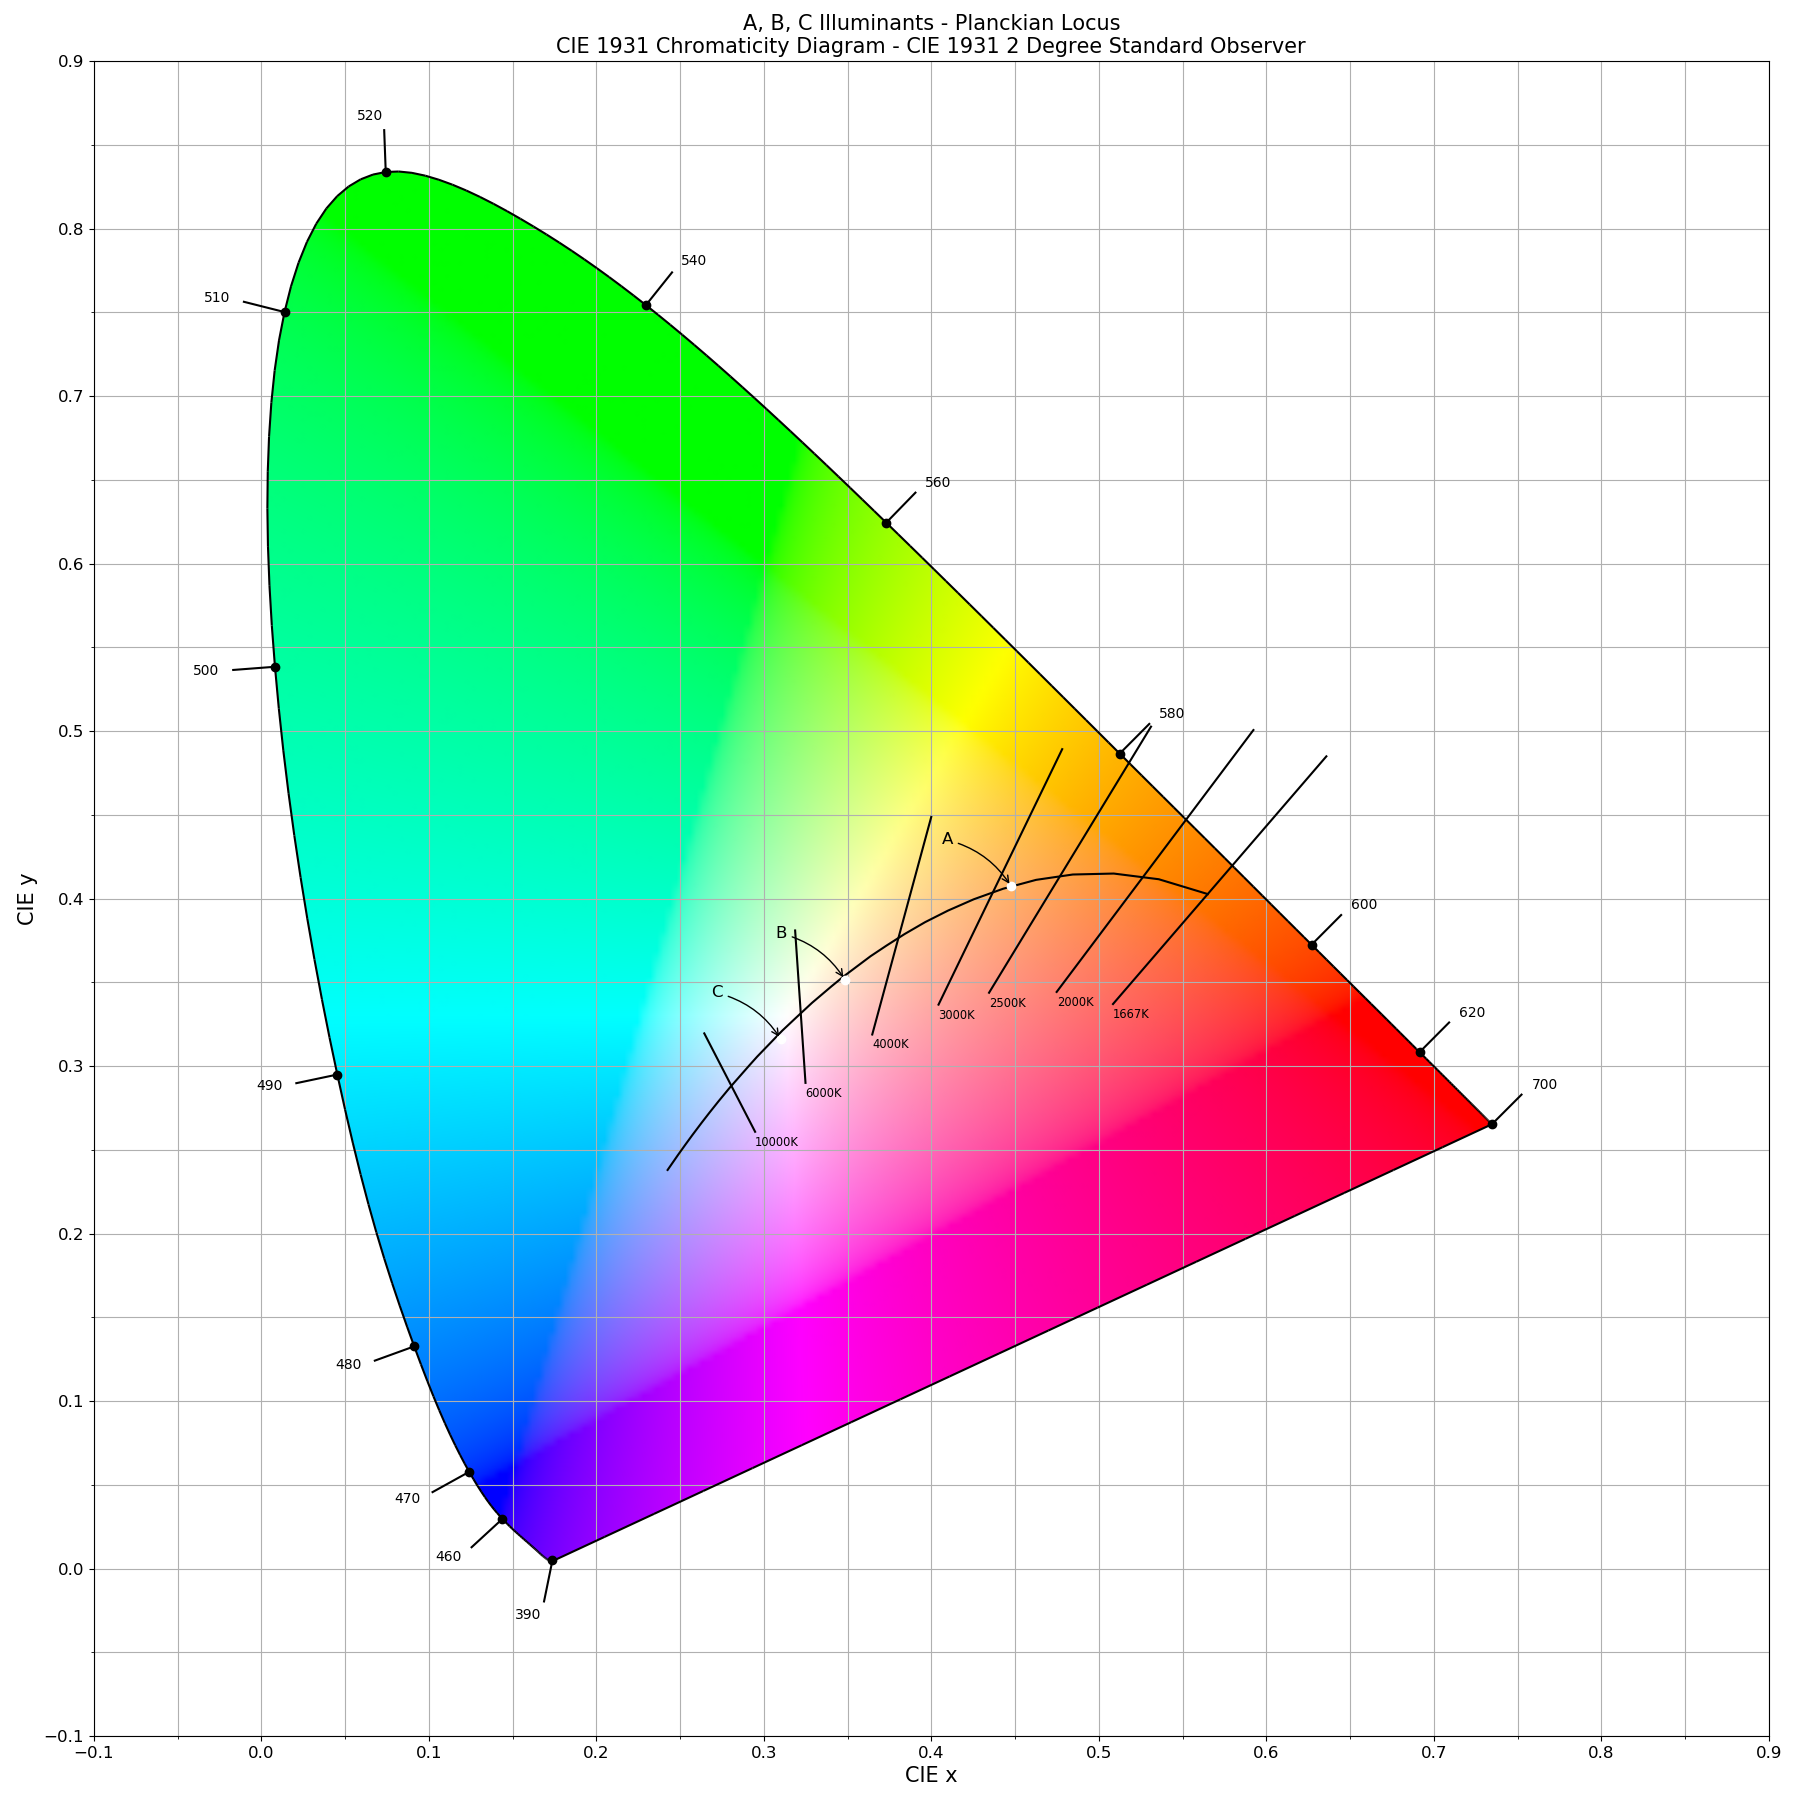 A, B, C Illuminants - Planckian Locus
CIE 1931 Chromaticity Diagram - CIE 1931 2 Degree Standard Observer
0.9
520
0.8
540
510
0.7
560
0.6
500
580
0.5
A
0.4
600
B
C
2500K
2000K
3000K
1667K
620
4000K
0.3
490
700
6000K
10000K
0.2
480
0.1
470
460
0.0
390
−0.1
−0.1 0.0 0.1 0.2 0.3 0.4 0.5 0.6 0.7 0.8 0.9
CIE x
CIE y